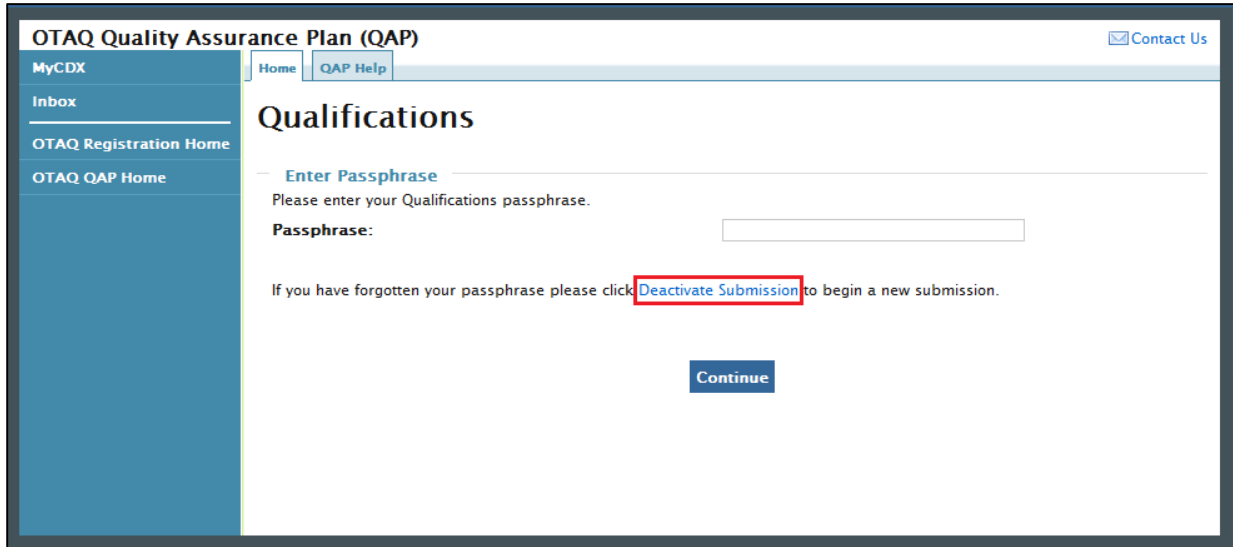 OTAQ Quality Assurance Plan (QAP)
Contact Us
MyCDX
Inbox
OTAQ Registration Home
OTAQ QAP Home
Home
QAP Help
Qualifications
Enter Passphrase
Please enter your Qualifications passphrase.
Passphrase:
If you have forgotten your passphrase please click Deactivate Submission to begin a new submission.
Continue